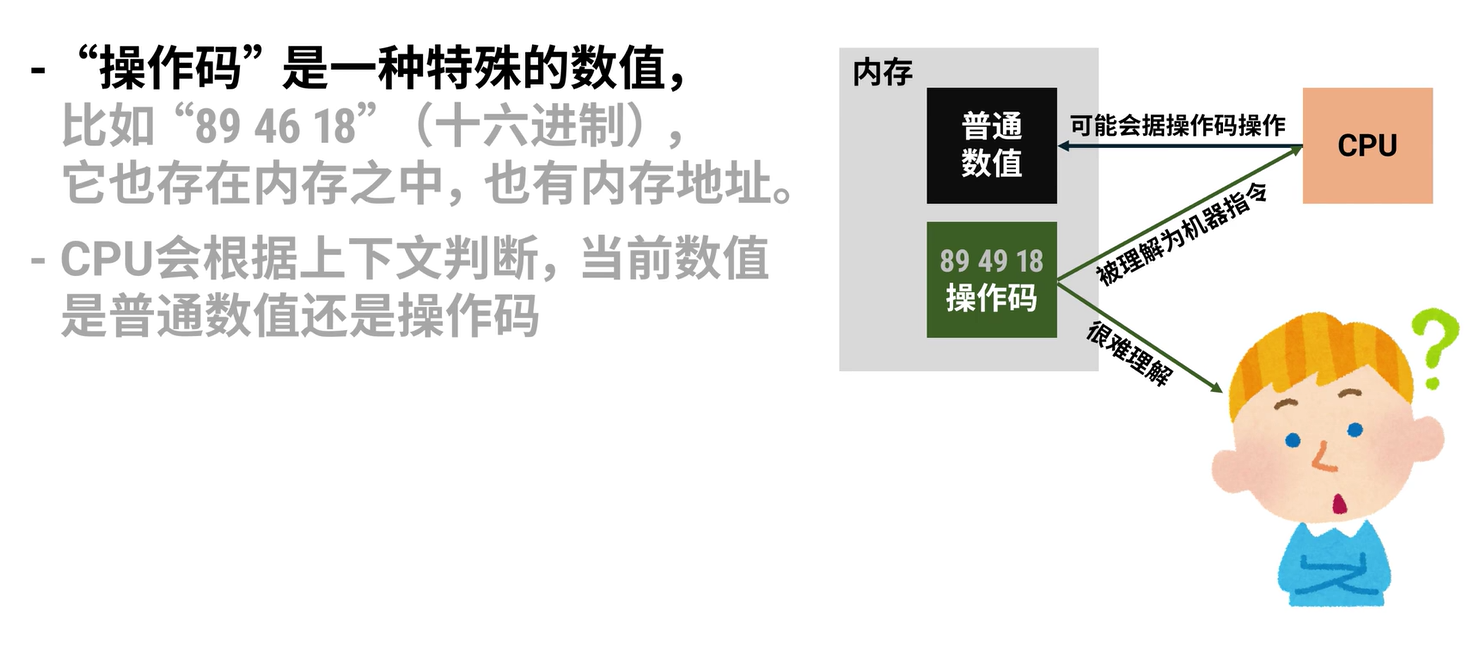 - “操作码”是一种特殊的数值，
比如“89 46 18”（十六进制），
它也存在内存之中，也有内存地址。
- CPU会根据上下文判断，当前数值
是普通数值还是操作码
内存
普通
数值
可能会据操作码操作
CPU
被理解为机器指令
89 49 18
操作码
很难理解
?